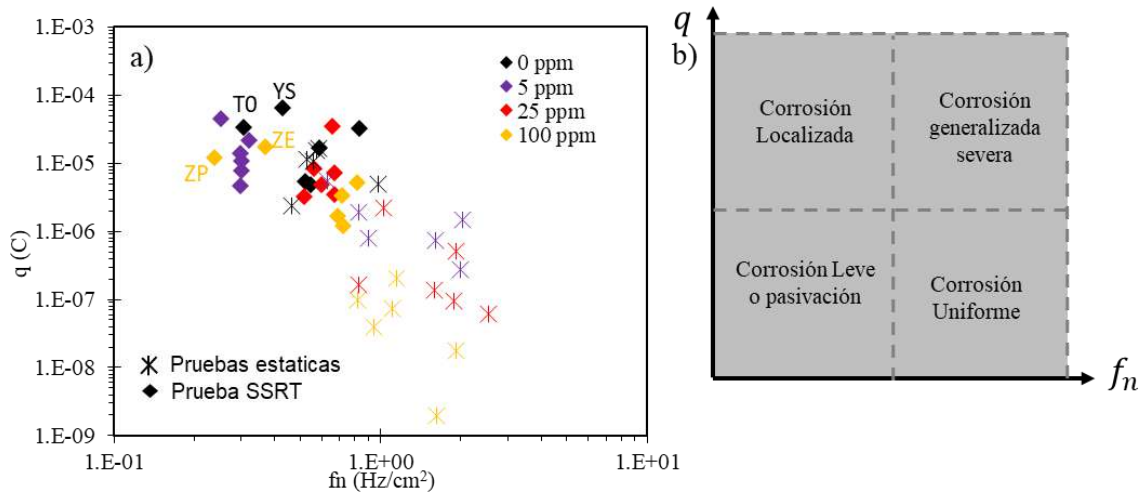 a)
1.E-03
1.E-04
1.E-05
1.E-06
1.E-07
1.E-08
1.E-09
q (C)
0 ppm
5 ppm
25 ppm
100 ppm
TO
YS
ZE
ZP
Pruebas estaticas
Prueba SSRT
1.E-01
1.E+00
1.E+01
fn (Hz/cm²)
q
b)
Corrosión
Localizada
Corrosión
generalizada
severa
Corrosión Leve
o pasivación
Corrosión
Uniforme
fn